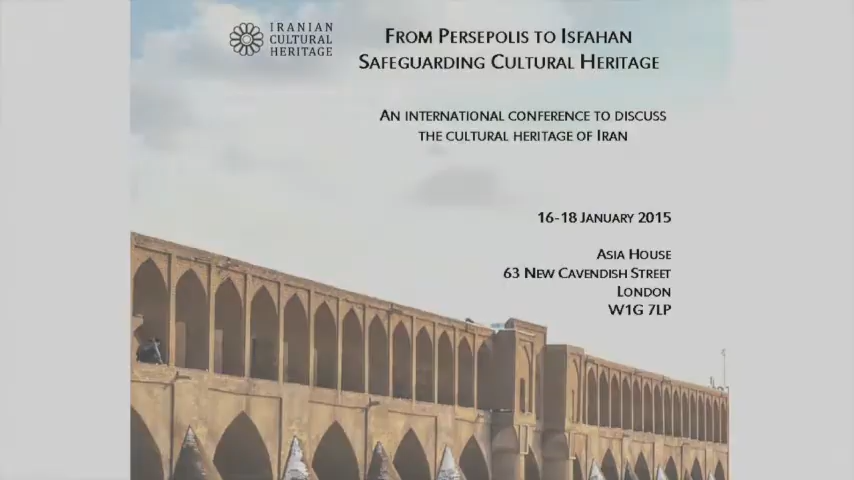 IRANIAN
CULTURAL
HERITAGE
FROM PERSEPOLIS TO ISFAHAN
SAFEGUARDING CULTURAL HERITAGE
AN INTERNATIONAL CONFERENCE TO DISCUSS
THE CULTURAL HERITAGE OF IRAN
16-18 JANUARY 2015
ASIA HOUSE
63 NEW CAVENDISH STREET
LONDON
W1G 7LP